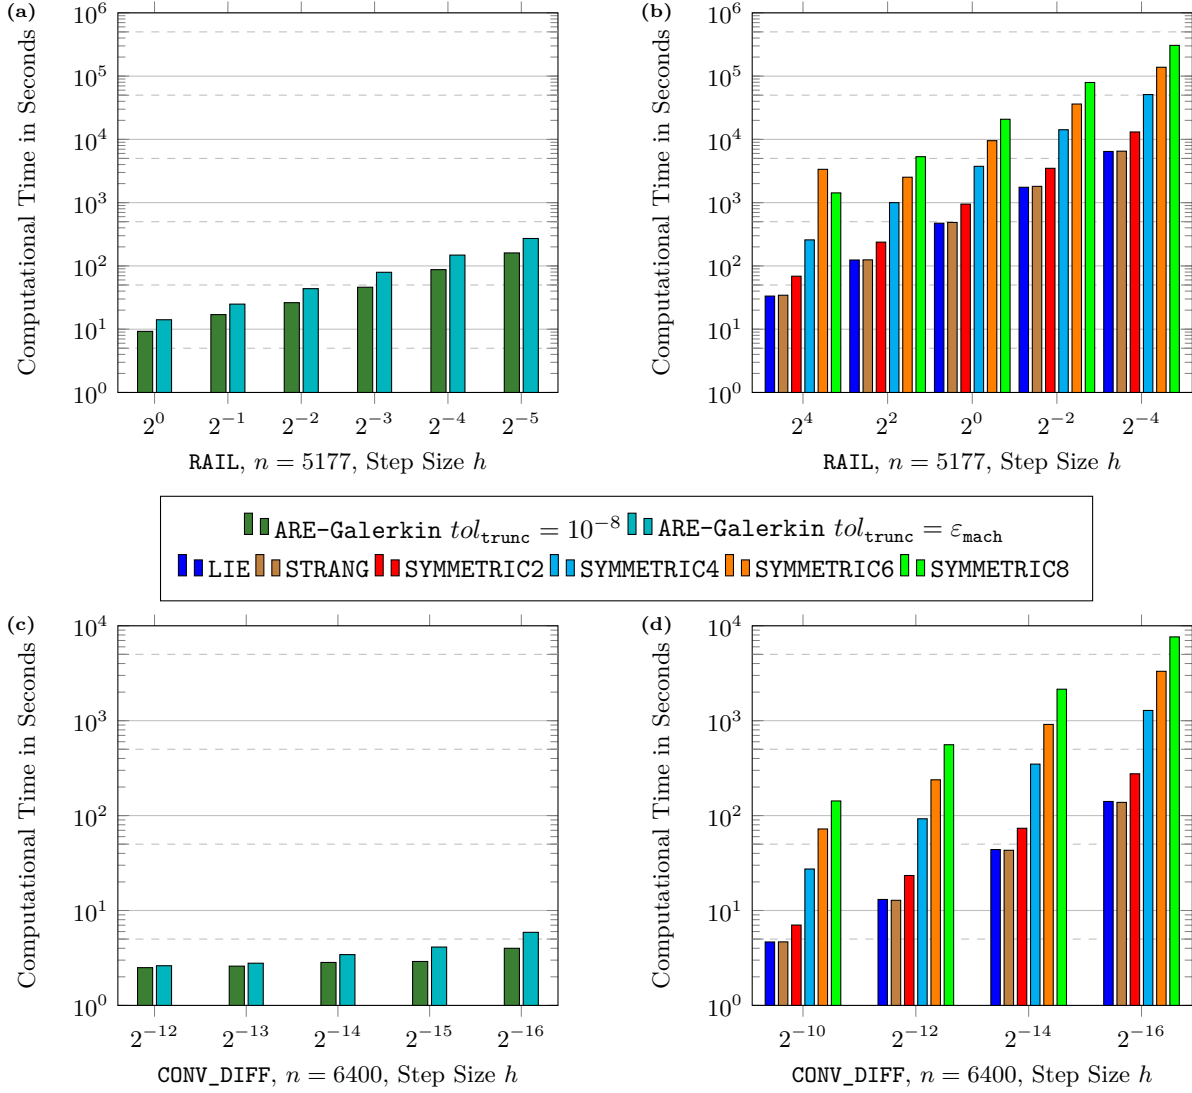 (a)
Computational Time in Seconds
10^6
10^5
10^4
10^3
10^2
10^1
10^0
2^0 2^{-1} 2^{-2} 2^{-3} 2^{-4} 2^{-5}
RAIL, n = 5177, Step Size h
(b)
Computational Time in Seconds
10^6
10^5
10^4
10^3
10^2
10^1
10^0
2^4 2^2 2^0 2^{-2} 2^{-4}
RAIL, n = 5177, Step Size h
ARE-Galerkin tol_{trunc} = 10^{-8} ARE-Galerkin tol_{trunc} = ε_{mach}
LIE STRANG SYMMETRIC2 SYMMETRIC4 SYMMETRIC6 SYMMETRIC8
(c)
Computational Time in Seconds
10^4
10^3
10^2
10^1
10^0
2^{-12} 2^{-13} 2^{-14} 2^{-15} 2^{-16}
CONV_DIFF, n = 6400, Step Size h
(d)
Computational Time in Seconds
10^4
10^3
10^2
10^1
10^0
2^{-10} 2^{-12} 2^{-14} 2^{-16}
CONV_DIFF, n = 6400, Step Size h